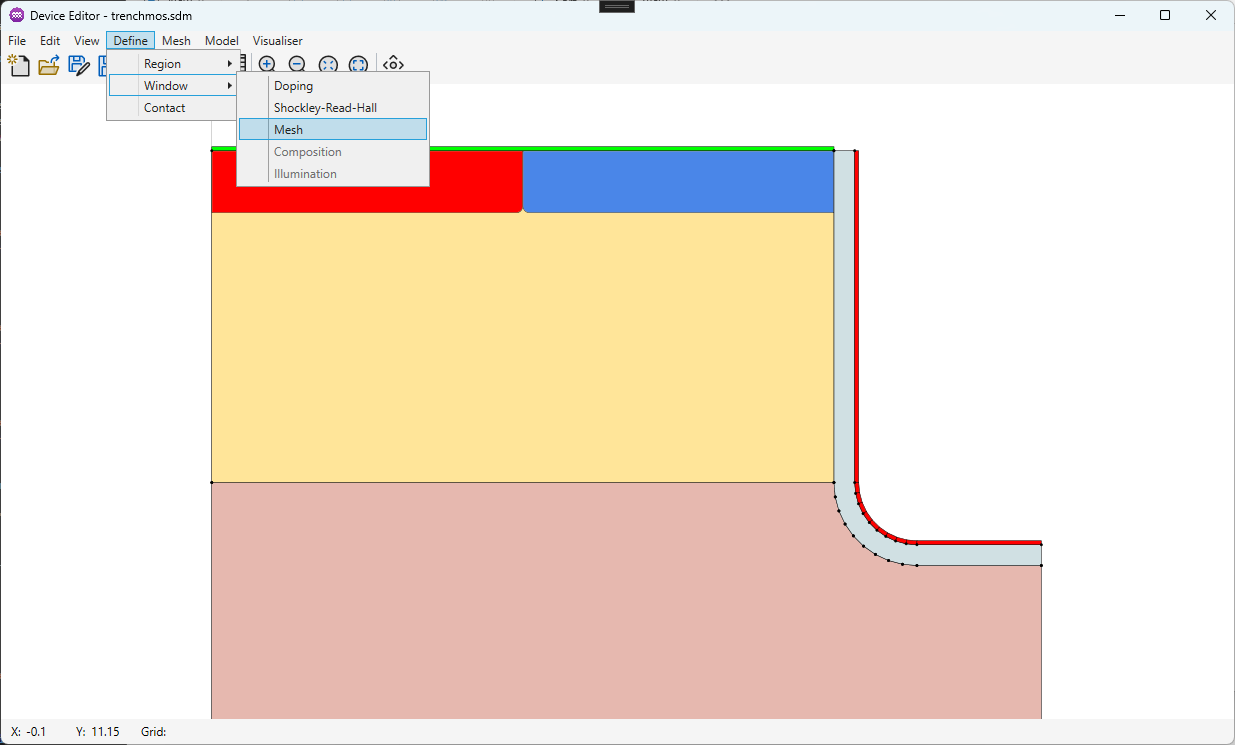 Device Editor - trenchmos.sdm
File Edit View Define Mesh Model Visualiser
Region
Window
Contact
Doping
Shockley-Read-Hall
Mesh
Composition
Illumination
X: -0.1 Y: 11.15 Grid: